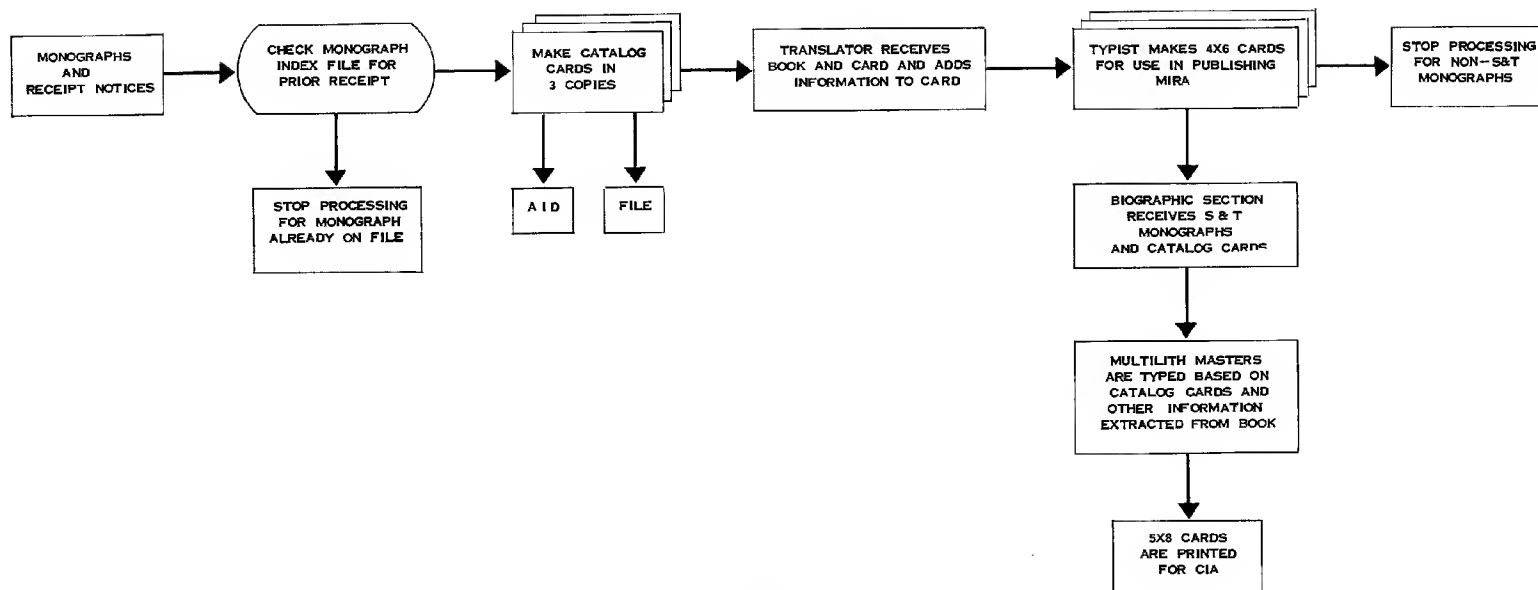 MONOGRAPHS
AND
RECEIPT NOTICES
CHECK MONOGRAPH
INDEX FILE FOR
PRIOR RECEIPT
MAKE CATALOG
CARDS IN
3 COPIES
TRANSLATOR RECEIVES
BOOK AND CARD AND ADDS
INFORMATION TO CARD
TYPIST MAKES 4X6 CARDS
FOR USE IN PUBLISHING
MIRA
STOP PROCESSING
FOR NON-S&T
MONOGRAPHS
STOP PROCESSING
FOR MONOGRAPH
ALREADY ON FILE
AID
FILE
BIOGRAPHIC SECTION
RECEIVES S & T
MONOGRAPHS
AND CATALOG CARDS
MULTILITH MASTERS
ARE TYPED BASED ON
CATALOG CARDS AND
OTHER INFORMATION
EXTRACTED FROM BOOK
5X8 CARDS
ARE PRINTED
FOR CIA